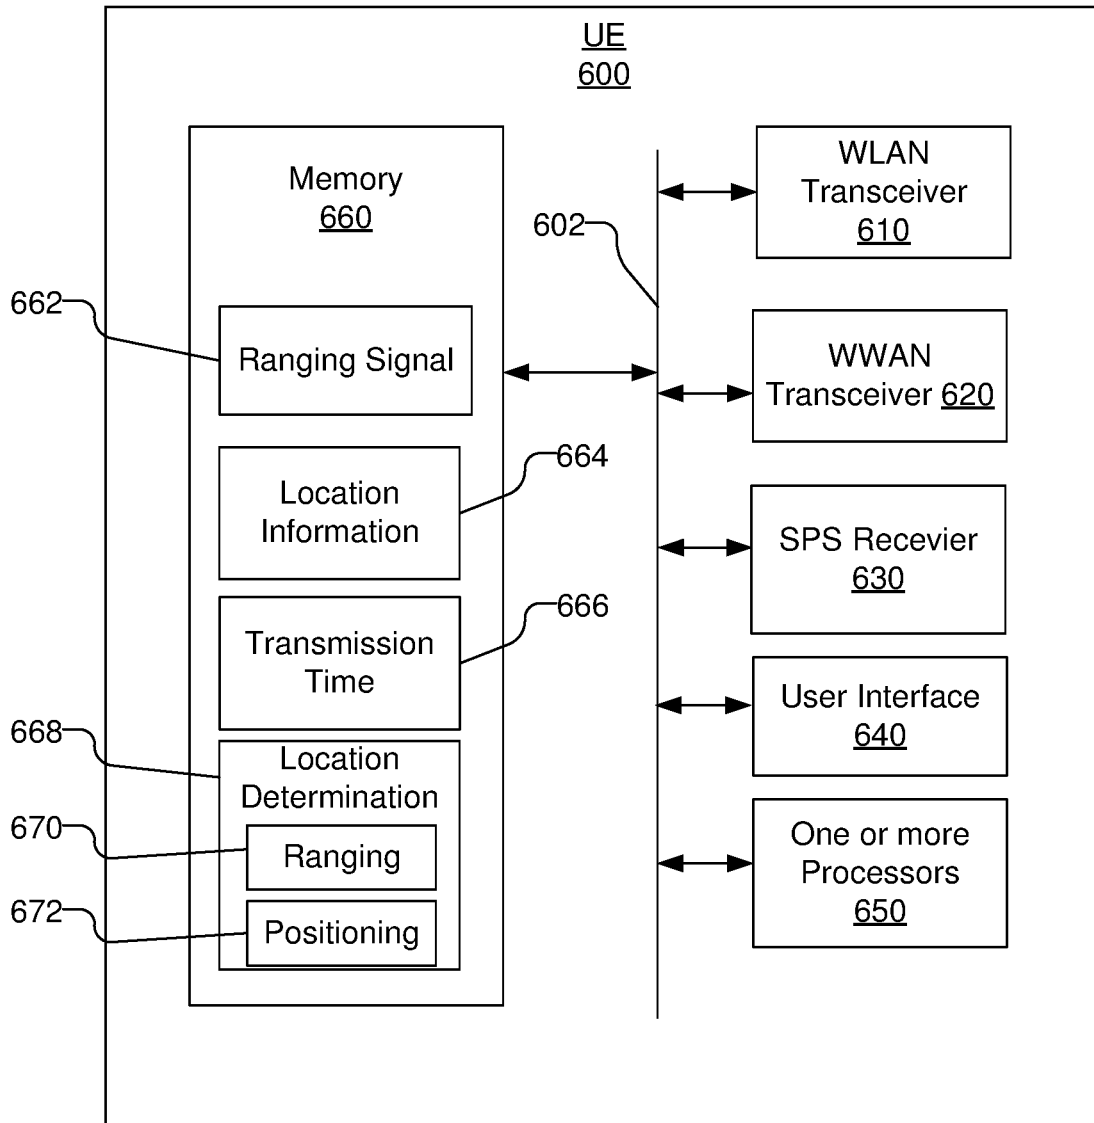 UE
600
Memory
660
662
Ranging Signal
664
Location
Information
666
Transmission
Time
668
Location
Determination
670
Ranging
672
Positioning
602
WLAN
Transceiver
610
WWAN
Transceiver 620
SPS Recevier
630
User Interface
640
One or more
Processors
650